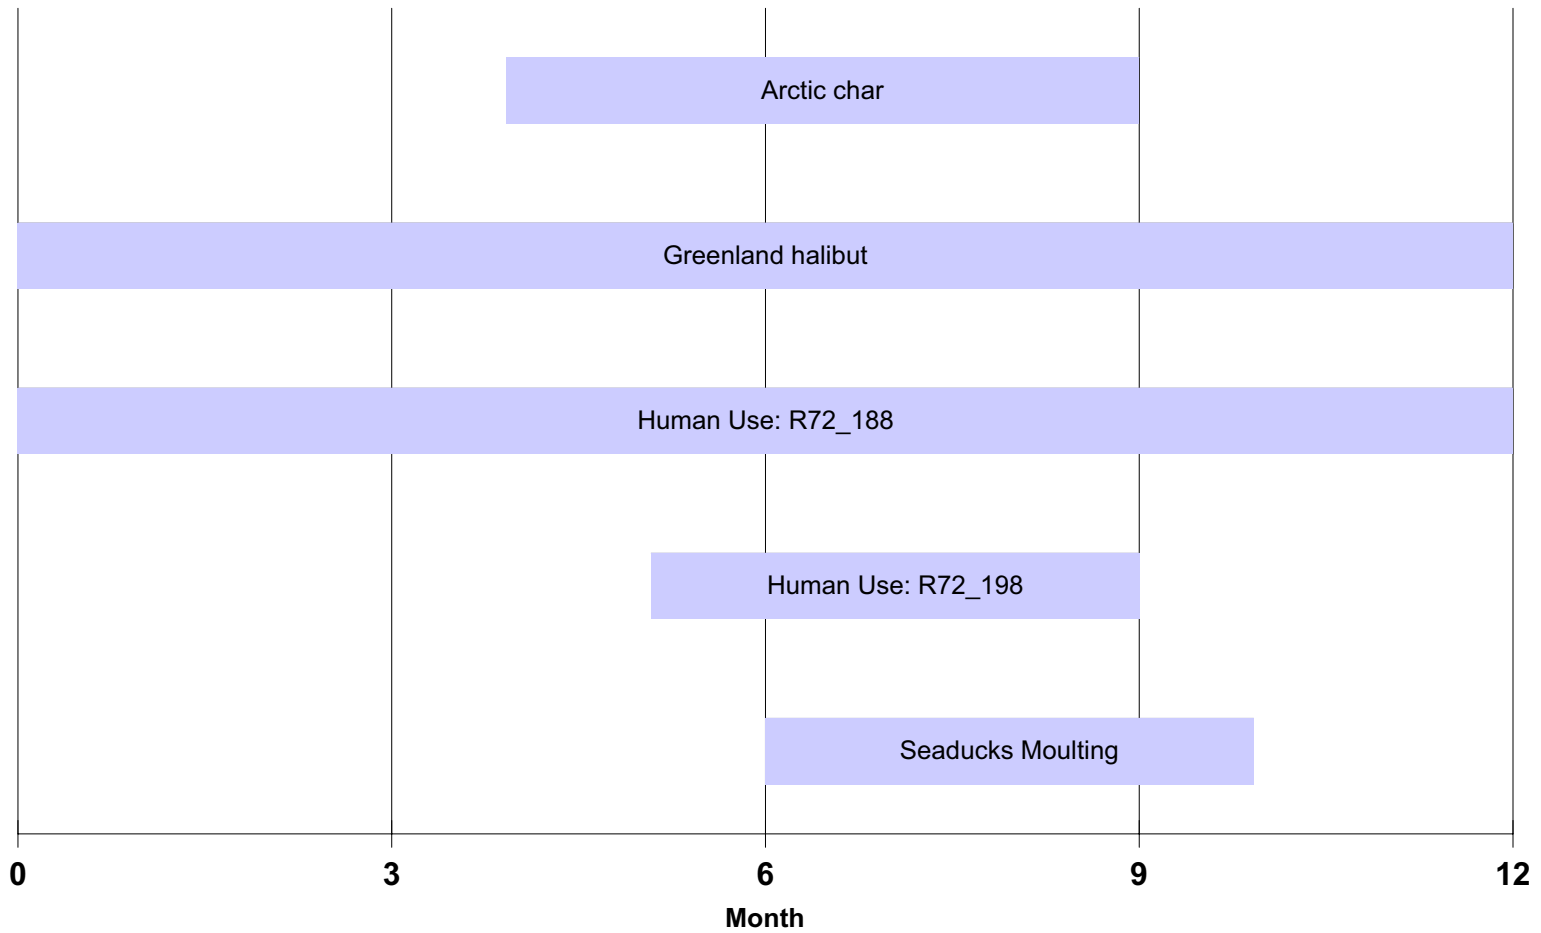 Arctic char
Greenland halibut
Human Use: R72_188
Human Use: R72_198
Seaducks Moulting
0 3 6 9 12
Month